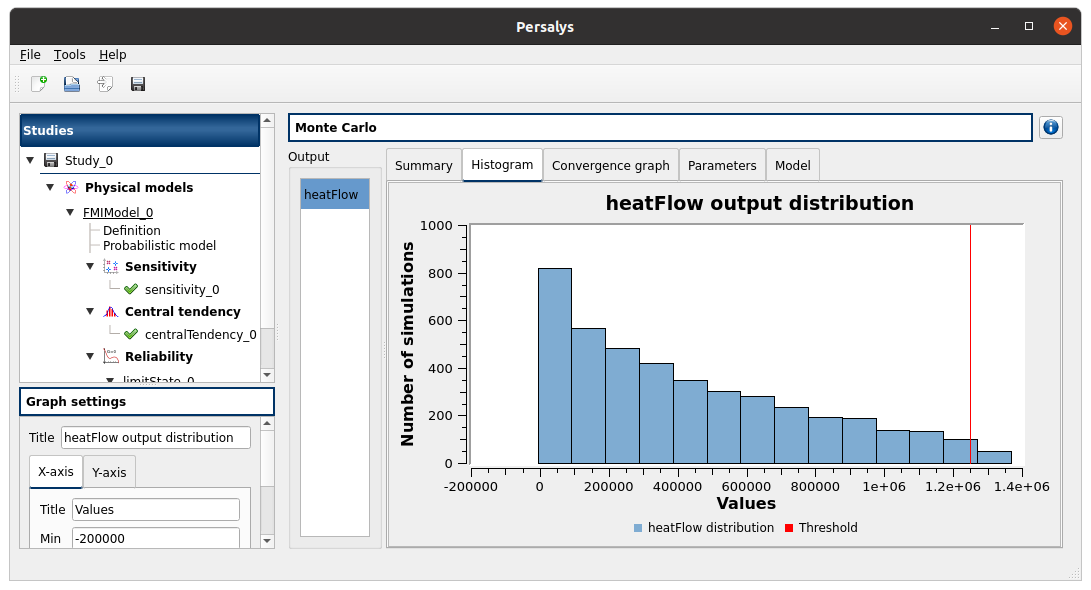 Persalys
File Tools Help
Studies
Study_0
Physical models
FMIModel_0
Definition
Probabilistic model
Sensitivity
sensitivity_0
Central tendency
centralTendency_0
Reliability
limitState_0
Graph settings
Title heatFlow output distribution
X-axis Y-axis
Title Values
Min -200000
Monte Carlo
Output
heatFlow
Summary Histogram Convergence graph Parameters Model
heatFlow output distribution
Number of simulations
1000
800
600
400
200
0
-200000 0 200000 400000 600000 800000 1e+06 1.2e+06 1.4e+06
Values
heatFlow distribution Threshold